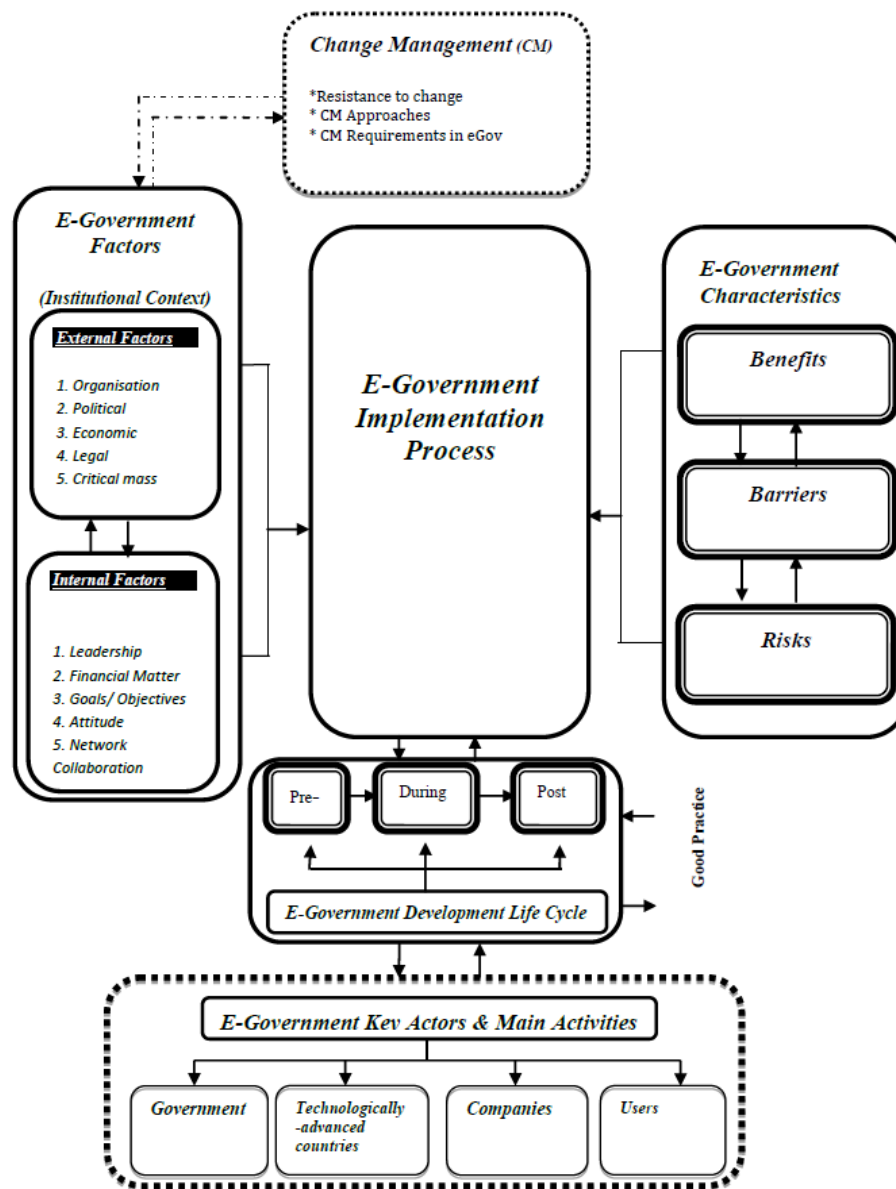 Change Management (CM)
*Resistance to change
* CM Approaches
* CM Requirements in eGov
E-Government
Factors
(Institutional Context)
External Factors
1. Organisation
2. Political
3. Economic
4. Legal
5. Critical mass
Internal Factors
1. Leadership
2. Financial Matter
3. Goals/ Objectives
4. Attitude
5. Network
Collaboration
E-Government
Implementation
Process
E-Government
Characteristics
Benefits
Barriers
Risks
Pre-
During
Post
E-Government Development Life Cycle
Good Practice
E-Government Key Actors & Main Activities
Government
Technologically
-advanced
countries
Companies
Users